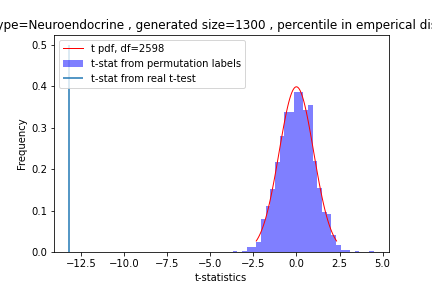 ype=Neuroendocrine , generated size=1300 , percentile in emperical dis
t pdf, df=2598
t-stat from permutation labels
t-stat from real t-test
Frequency
0.5
0.4
0.3
0.2
0.1
0.0
−12.5 −10.0 −7.5 −5.0 −2.5 0.0 2.5 5.0
t-statistics